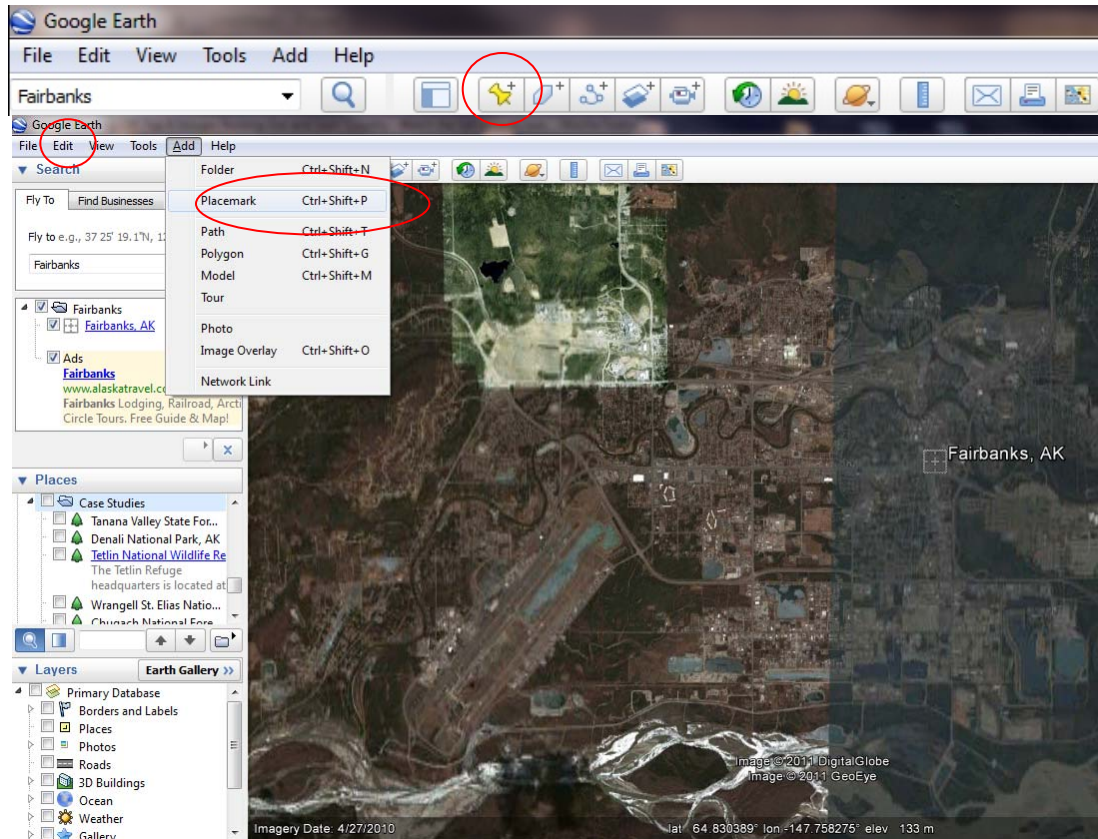 Google Earth
File Edit View Tools Add Help
Fairbanks
Google Earth
File Edit View Tools Add Help
Search
Fly To Find Businesses
Fly to e.g., 37 25' 19.1"N, 12
Fairbanks
Fairbanks
Fairbanks, AK
Ads
Fairbanks
www.alaskatravel.co
Fairbanks Lodging, Railroad, Arcti
Circle Tours. Free Guide & Map!
Folder Ctrl+Shift+N
Placemark Ctrl+Shift+P
Path Ctrl+Shift+T
Polygon Ctrl+Shift+G
Model Ctrl+Shift+M
Tour
Photo
Image Overlay Ctrl+Shift+O
Network Link
Places
Case Studies
Tanana Valley State For...
Denali National Park, AK
Tetlin National Wildlife Re
The Tetlin Refuge
headquarters is located at
Wrangell St. Elias Natio...
Chugach National Fore...
Layers Earth Gallery >>
Primary Database
Borders and Labels
Places
Photos
Roads
3D Buildings
Ocean
Weather
Gallery
Fairbanks, AK
Image © 2011 DigitalGlobe
Image © 2011 GeoEye
Imagery Date: 4/27/2010 lat 64.830389° lon -147.758275° elev 133 m